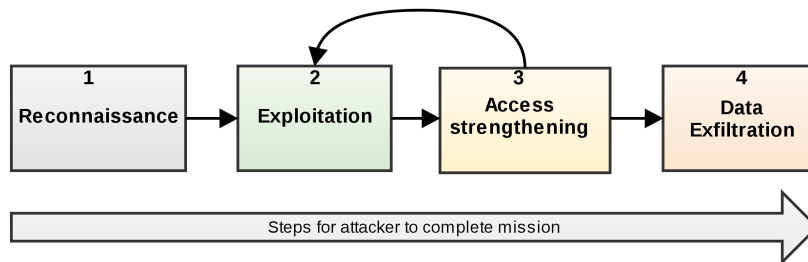 1
Reconnaissance
2
Exploitation
3
Access
strengthening
4
Data
Exfiltration
Steps for attacker to complete mission